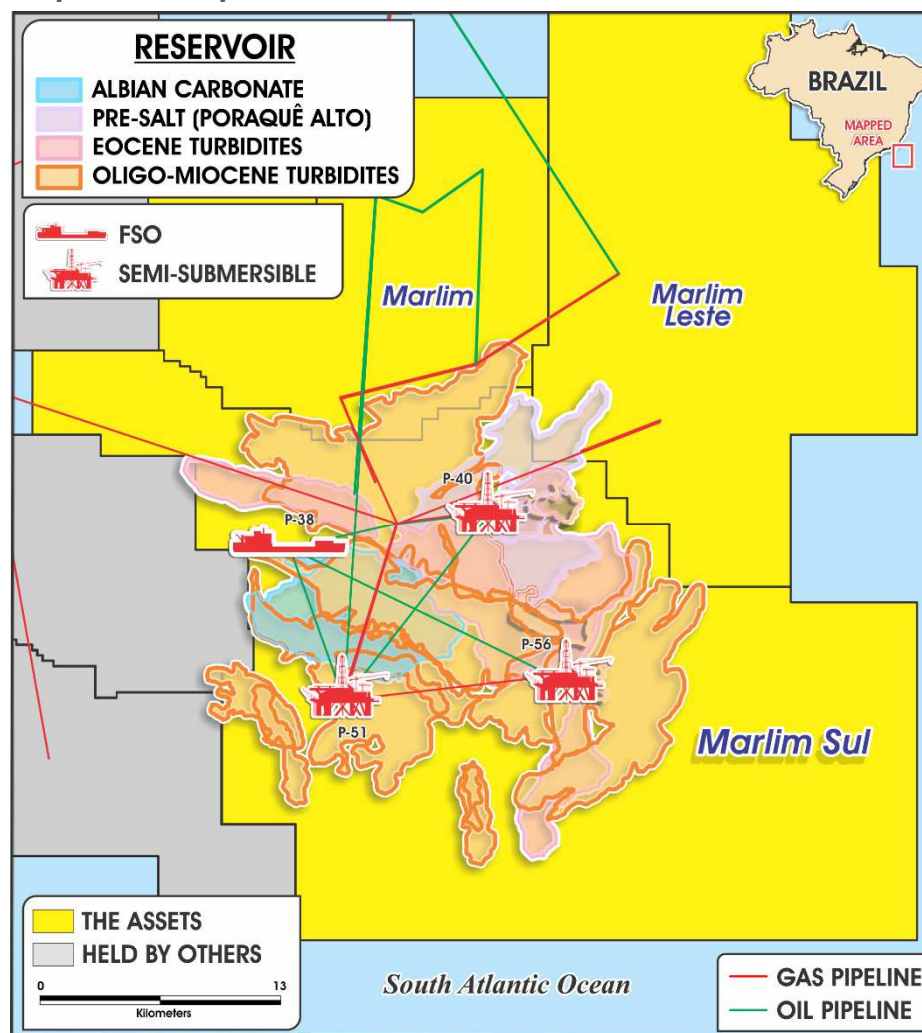 RESERVOIR
ALBIAN CARBONATE
PRE-SALT (PORAQUÊ ALTO)
EOCENE TURBIDITES
OLIGO-MIOCENE TURBIDITES
FSO
SEMI-SUBMERSIBLE
BRAZIL
MAPPED
AREA
Marlim
Marlim
Leste
P-40
P-38
P-56
P-51
Marlim Sul
THE ASSETS
HELD BY OTHERS
0 13
Kilometers
South Atlantic Ocean
GAS PIPELINE
OIL PIPELINE